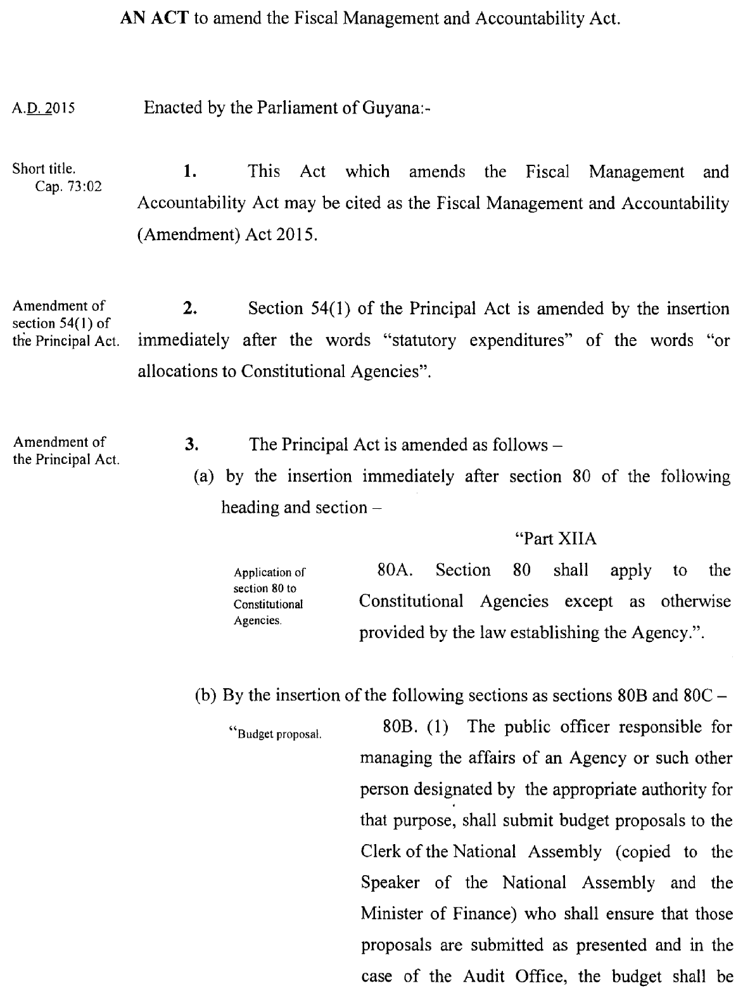 AN ACT to amend the Fiscal Management and Accountability Act.
A.D. 2015
Enacted by the Parliament of Guyana:-
Short title.
Cap. 73:02
1. This Act which amends the Fiscal Management and
Accountability Act may be cited as the Fiscal Management and Accountability
(Amendment) Act 2015.
Amendment of
section 54(1) of
the Principal Act.
2. Section 54(1) of the Principal Act is amended by the insertion
immediately after the words “statutory expenditures” of the words “or
allocations to Constitutional Agencies”.
Amendment of
the Principal Act.
3. The Principal Act is amended as follows –
(a) by the insertion immediately after section 80 of the following
heading and section –
“Part XIIA
Application of
section 80 to
Constitutional
Agencies.
80A. Section 80 shall apply to the
Constitutional Agencies except as otherwise
provided by the law establishing the Agency.”.
(b) By the insertion of the following sections as sections 80B and 80C –
“Budget proposal.
80B. (1) The public officer responsible for
managing the affairs of an Agency or such other
person designated by the appropriate authority for
that purpose, shall submit budget proposals to the
Clerk of the National Assembly (copied to the
Speaker of the National Assembly and the
Minister of Finance) who shall ensure that those
proposals are submitted as presented and in the
case of the Audit Office, the budget shall be